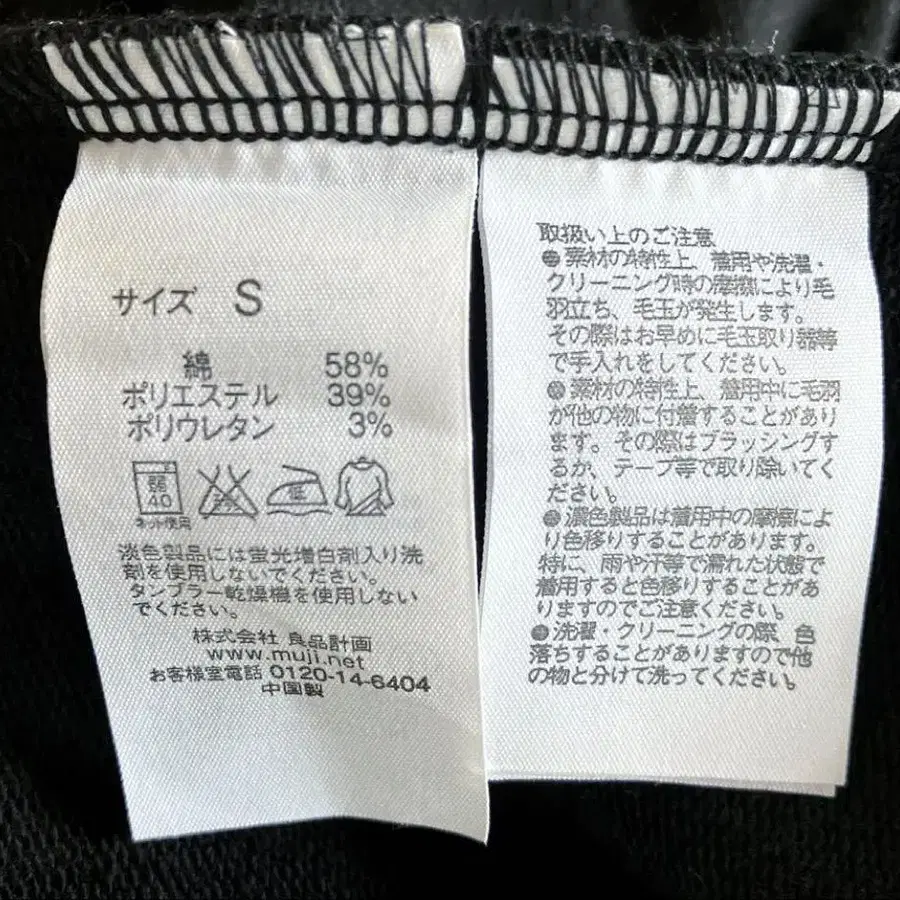 サイズ S
綿 58%
ポリエステル 39%
ポリウレタン 3%
弱
40
ネット使用
低
淡色製品には蛍光増白剤入り洗
剤を使用しないでください。
タンブラー乾燥機を使用しない
でください。
株式会社 良品計画
www.muji.net
お客様室電話 0120-14-6404
中国製
取扱い上のご注意
●素材の特性上、着用や洗濯・
クリーニング時の摩擦により毛
羽立ち、毛玉が発生します。
その際はお早めに毛玉取り器等
で手入れをしてください。
●素材の特性上、着用中に毛羽
が他の物に付着することがあり
ます。その際はブラッシングす
るか、テープ等で取り除いてく
ださい。
●濃色製品は着用中の摩擦によ
り色移りすることがあります。
特に、雨や汗等で濡れた状態で
着用すると色移りすることがあ
りますのでご注意ください。
●洗濯・クリーニングの際 色
落ちすることがありますので他
の物と分けて洗ってください。